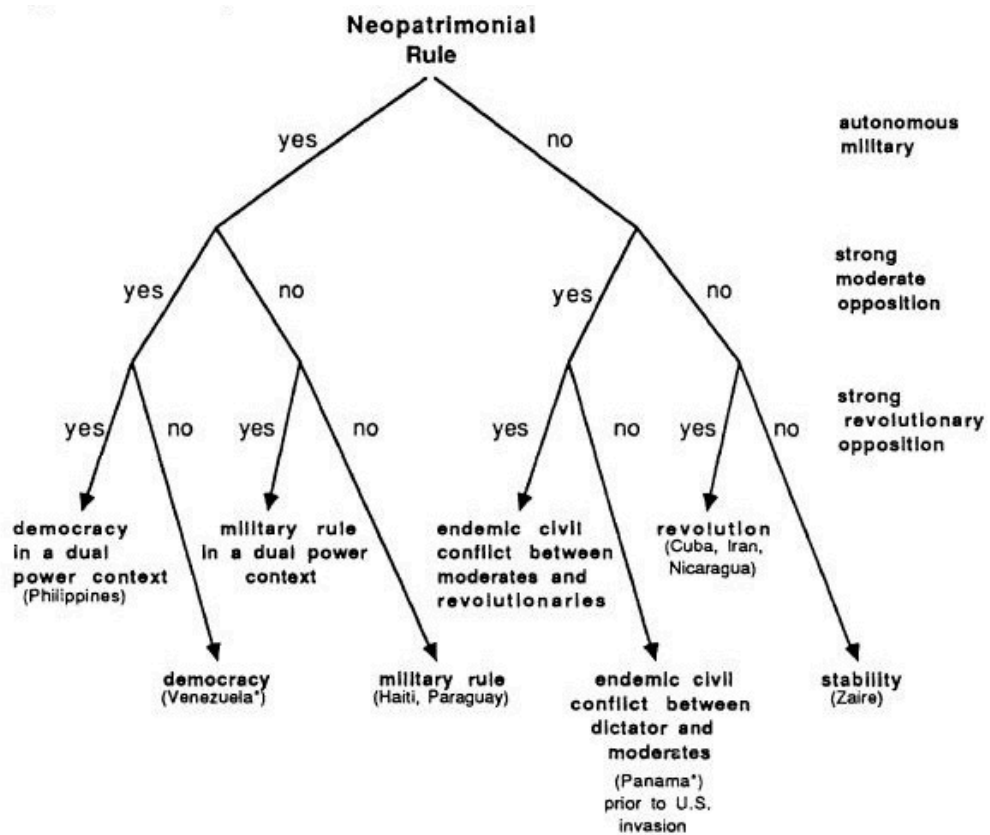 Neopatrimonial
Rule
yes
no
autonomous
military
yes
no
yes
no
strong
moderate
opposition
yes
no
yes
no
yes
no
yes
no
strong
revolutionary
opposition
democracy
in a dual
power context
(Philippines)
military rule
in a dual power
context
endemic civil
conflict between
moderates and
revolutionaries
revolution
(Cuba, Iran,
Nicaragua)
democracy
(Venezuela*)
military rule
(Haiti, Paraguay)
endemic civil
conflict between
dictator and
moderates
(Panama*)
prior to U.S.
invasion
stability
(Zaire)